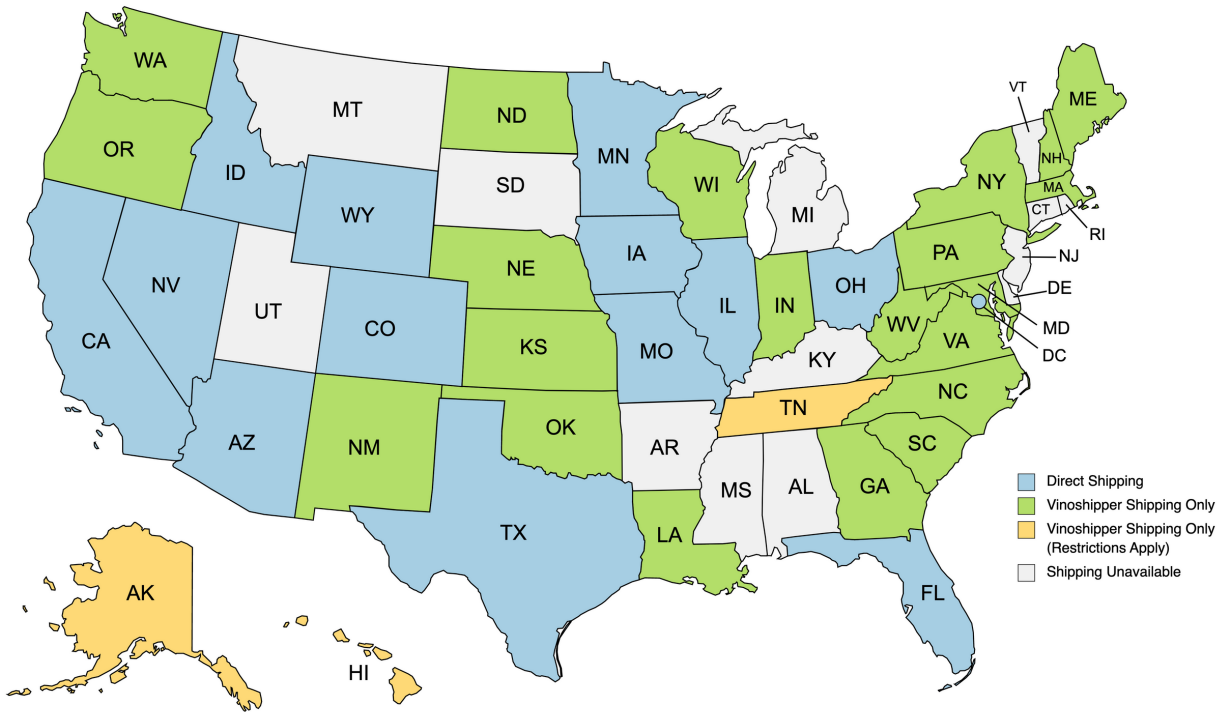 WA
MT
ND
MN
VT
ME
OR
ID
SD
WI
NY
NH
MA
CT
RI
WY
MI
NJ
IA
PA
NE
OH
DE
NV
UT
CO
IL
IN
MD
WV
VA
DC
CA
KS
MO
KY
NC
TN
AZ
NM
OK
AR
SC
MS
AL
GA
TX
LA
FL
AK
HI
Direct Shipping
Vinoshipper Shipping Only
Vinoshipper Shipping Only
(Restrictions Apply)
Shipping Unavailable